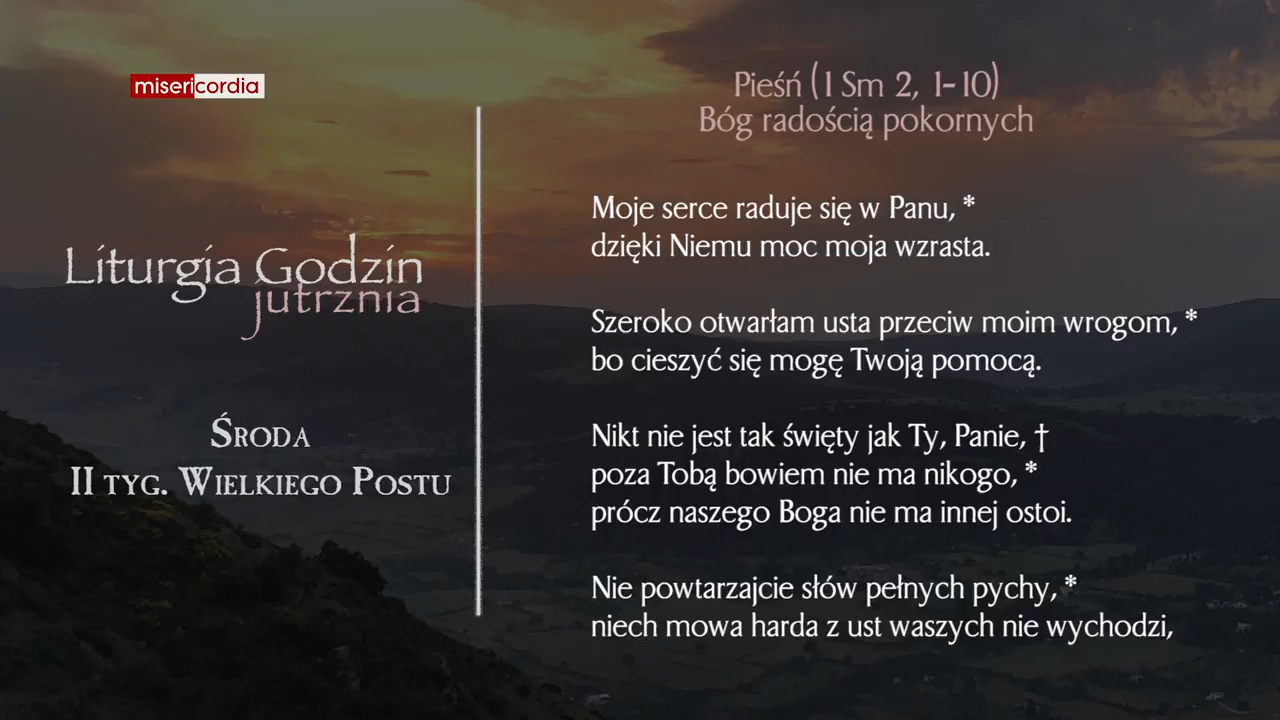 misericordia
Liturgia Godzin
jutrznia
Środa
II tyg. Wielkiego Postu
Pieśń (1 Sm 2, 1-10)
Bóg radością pokornych
Moje serce raduje się w Panu, *
dzięki Niemu moc moja wzrasta.
Szeroko otwarłam usta przeciw moim wrogom, *
bo cieszyć się mogę Twoją pomocą.
Nikt nie jest tak święty jak Ty, Panie, †
poza Tobą bowiem nie ma nikogo, *
prócz naszego Boga nie ma innej ostoi.
Nie powtarzajcie słów pełnych pychy, *
niech mowa harda z ust waszych nie wychodzi,